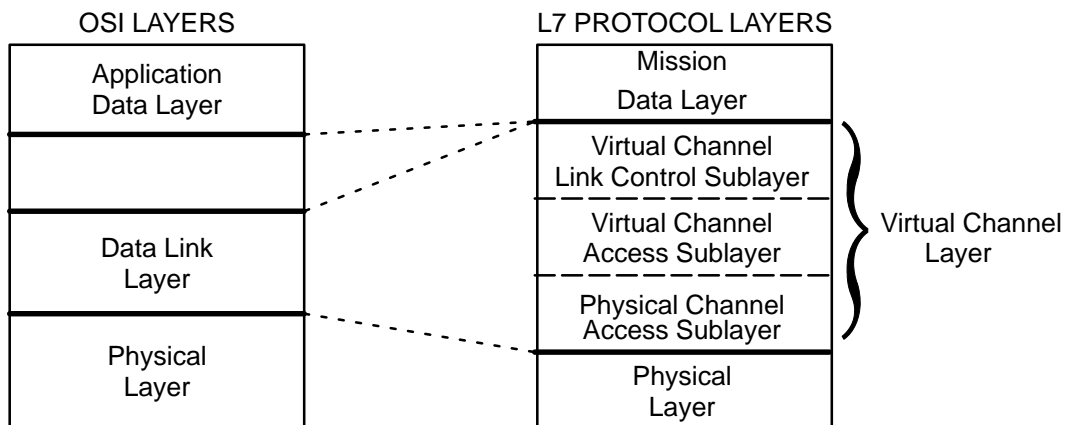 OSI LAYERS
Application
Data Layer
Data Link
Layer
Physical
Layer
L7 PROTOCOL LAYERS
Mission
Data Layer
Virtual Channel
Link Control Sublayer
Virtual Channel
Access Sublayer
Physical Channel
Access Sublayer
Physical
Layer
Virtual Channel
Layer